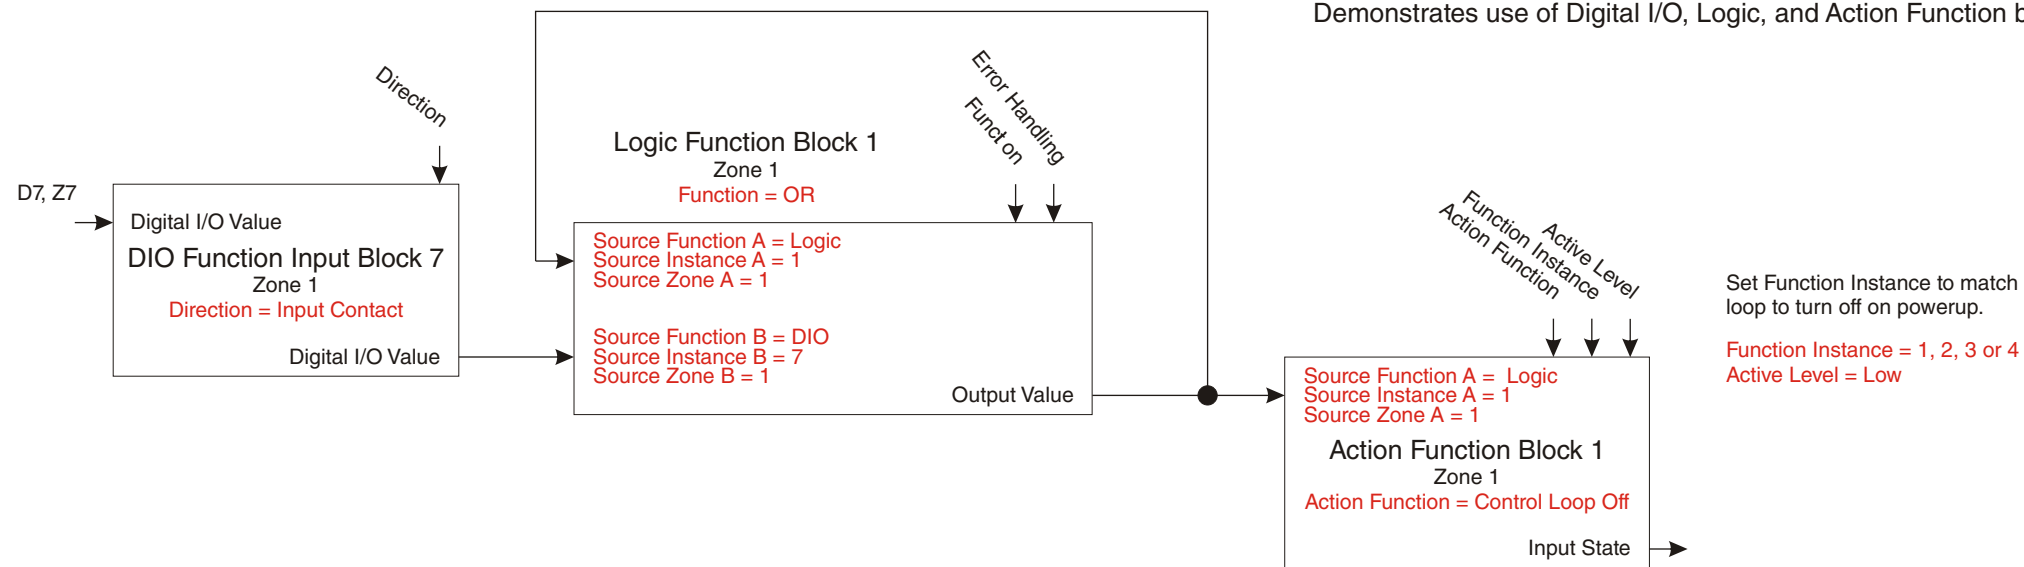 Demonstrates use of Digital I/O, Logic, and Action Function b
Direction
Error Handling
Funct on
Logic Function Block 1
Zone 1
Function = OR
D7, Z7
Digital I/O Value
DIO Function Input Block 7
Zone 1
Direction = Input Contact
Digital I/O Value
Source Function A = Logic
Source Instance A = 1
Source Zone A = 1
Source Function B = DIO
Source Instance B = 7
Source Zone B = 1
Output Value
Active Level
Function Instance
Action Function
Source Function A = Logic
Source Instance A = 1
Source Zone A = 1
Action Function Block 1
Zone 1
Action Function = Control Loop Off
Input State
Set Function Instance to match
loop to turn off on powerup.
Function Instance = 1, 2, 3 or 4
Active Level = Low